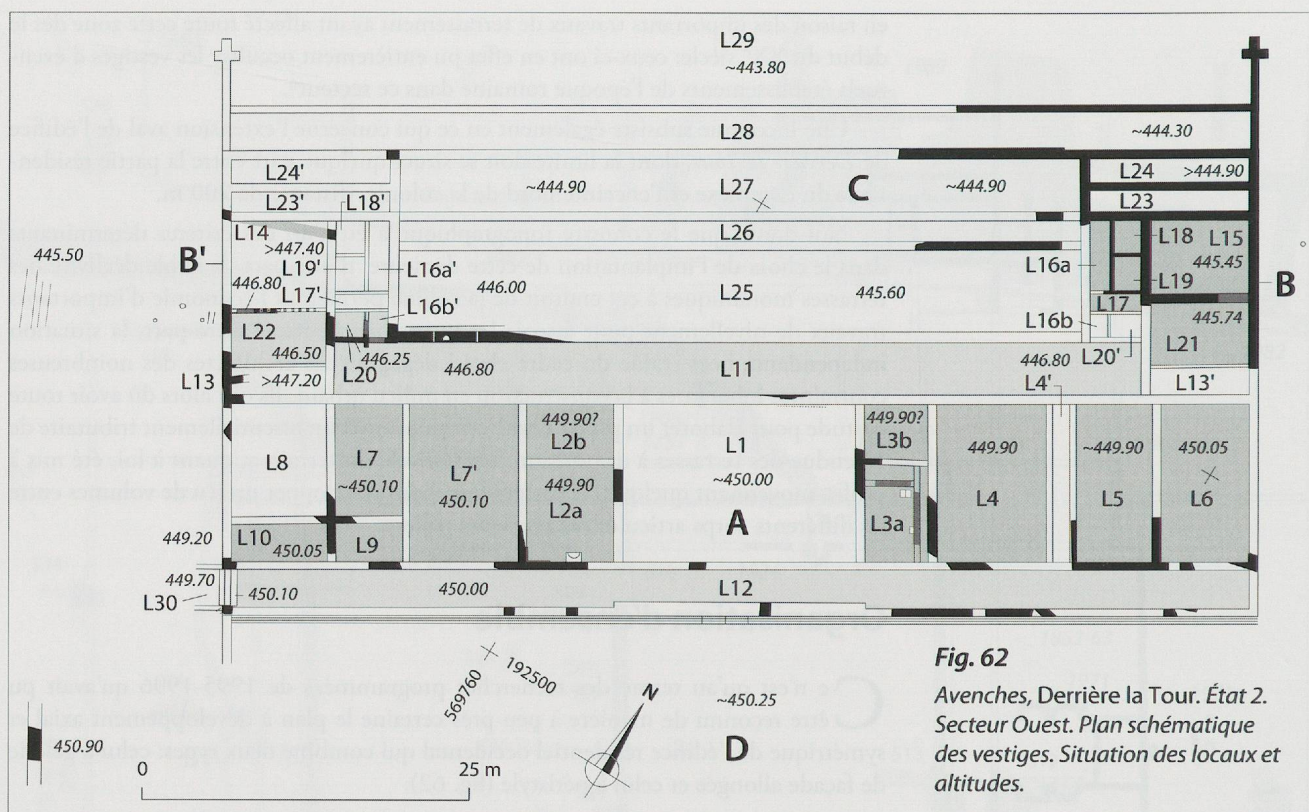 L29
~443.80
L28
~444.30
L24'
L23'
L18'
~444.90
L27
C
~444.90
L24 >444.90
L23
L14
>447.40
B'
L19'
446.80
L17'
445.50
L26
L16a'
446.00
L16b'
L25
445.60
L16a
L16b
L18
L15
445.45
L19
L17
B
445.74
L22
446.50
L13
>447.20
L20
446.25
446.80
L11
446.80
L20'
L21
L4'
L13'
449.90?
L2b
L1
~450.00
449.90?
L3b
449.90
~449.90
450.05
L8
L7
~450.10
L7'
450.10
449.90
L2a
A
L3a
L4
L5
L6
449.20
L10
450.05
L9
449.70
L30
450.10
450.00
L12
569760
192500
N
~450.25
D
450.90
0
25 m
Fig. 62
Avenches, Derrière la Tour. État 2.
Secteur Ouest. Plan schématique
des vestiges. Situation des locaux et
altitudes.